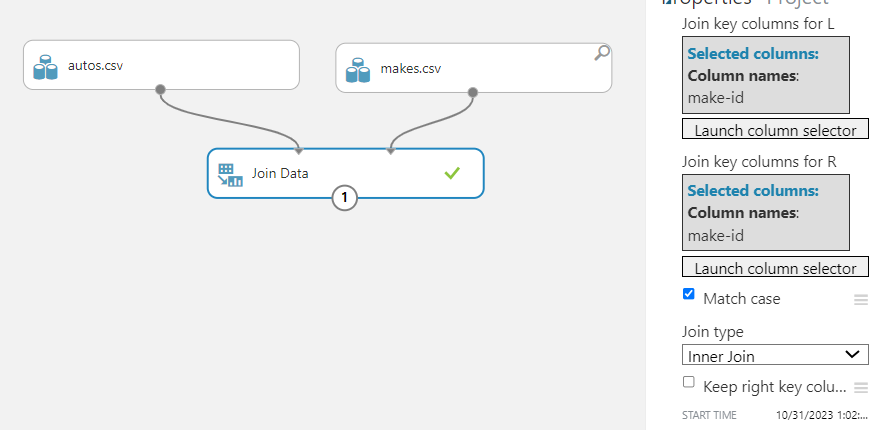 autos.csv
makes.csv
Join Data
1
Properties Project
Join key columns for L
Selected columns:
Column names:
make-id
Launch column selector
Join key columns for R
Selected columns:
Column names:
make-id
Launch column selector
Match case
Join type
Inner Join
Keep right key colu...
START TIME 10/31/2023 1:02:...